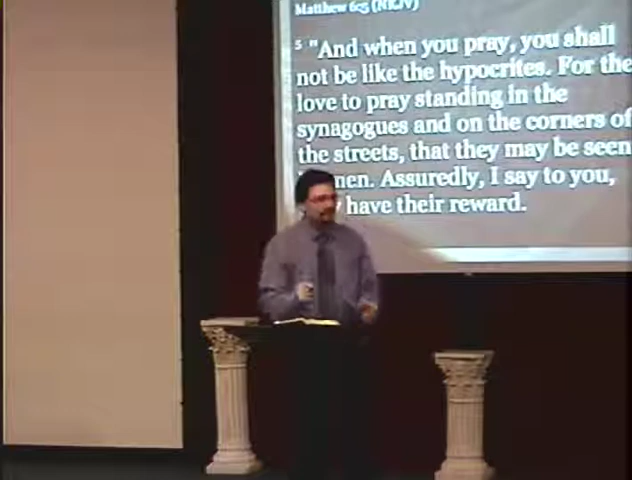 Matthew 6:5 (NKJV)
5 "And when you pray, you shall
not be like the hypocrites. For the
love to pray standing in the
synagogues and on the corners of
the streets, that they may be seen
men. Assuredly, I say to you,
have their reward.